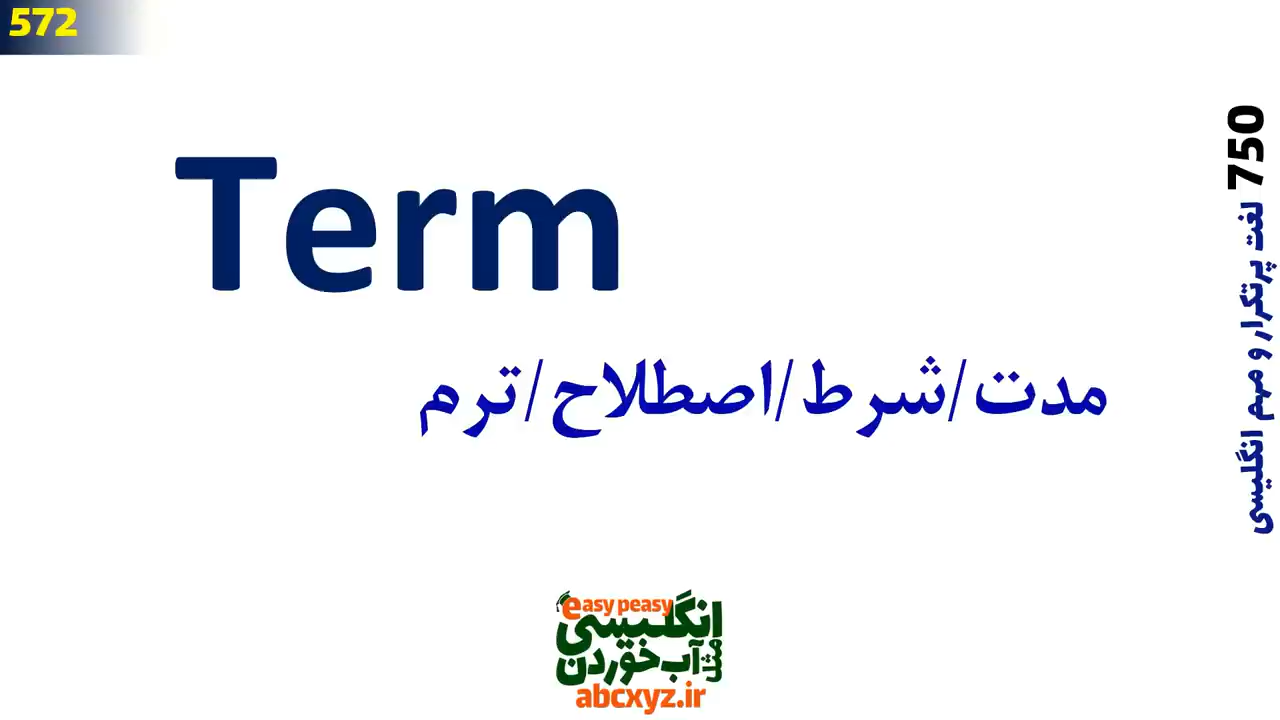 572
Term
مدت/شرط/اصطلاح/ترم
750 لغت پرتکرار و مهم انگلیسی
easy peasy
انگلیسی
مثل آب خوردن
abcxyz.ir